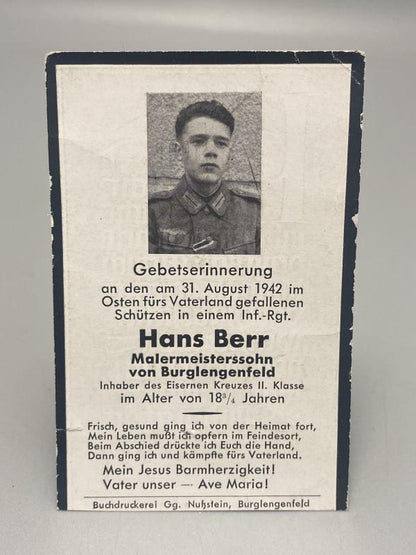 Gebetserinnerung
an den am 31. August 1942 im
Osten fürs Vaterland gefallenen
Schützen in einem Inf.-Rgt.
Hans Berr
Malermeisterssohn
von Burglengenfeld
Inhaber des Eisernen Kreuzes II. Klasse
im Alter von 18³/₄ Jahren
Frisch, gesund ging ich von der Heimat fort,
Mein Leben mußt ich opfern im Feindesort,
Beim Abschied drückte ich Euch die Hand,
Dann ging ich und kämpfte fürs Vaterland.
Mein Jesus Barmherzigkeit!
Vater unser — Ave Maria!
Buchdruckerei Gg. Nußstein, Burglengenfeld